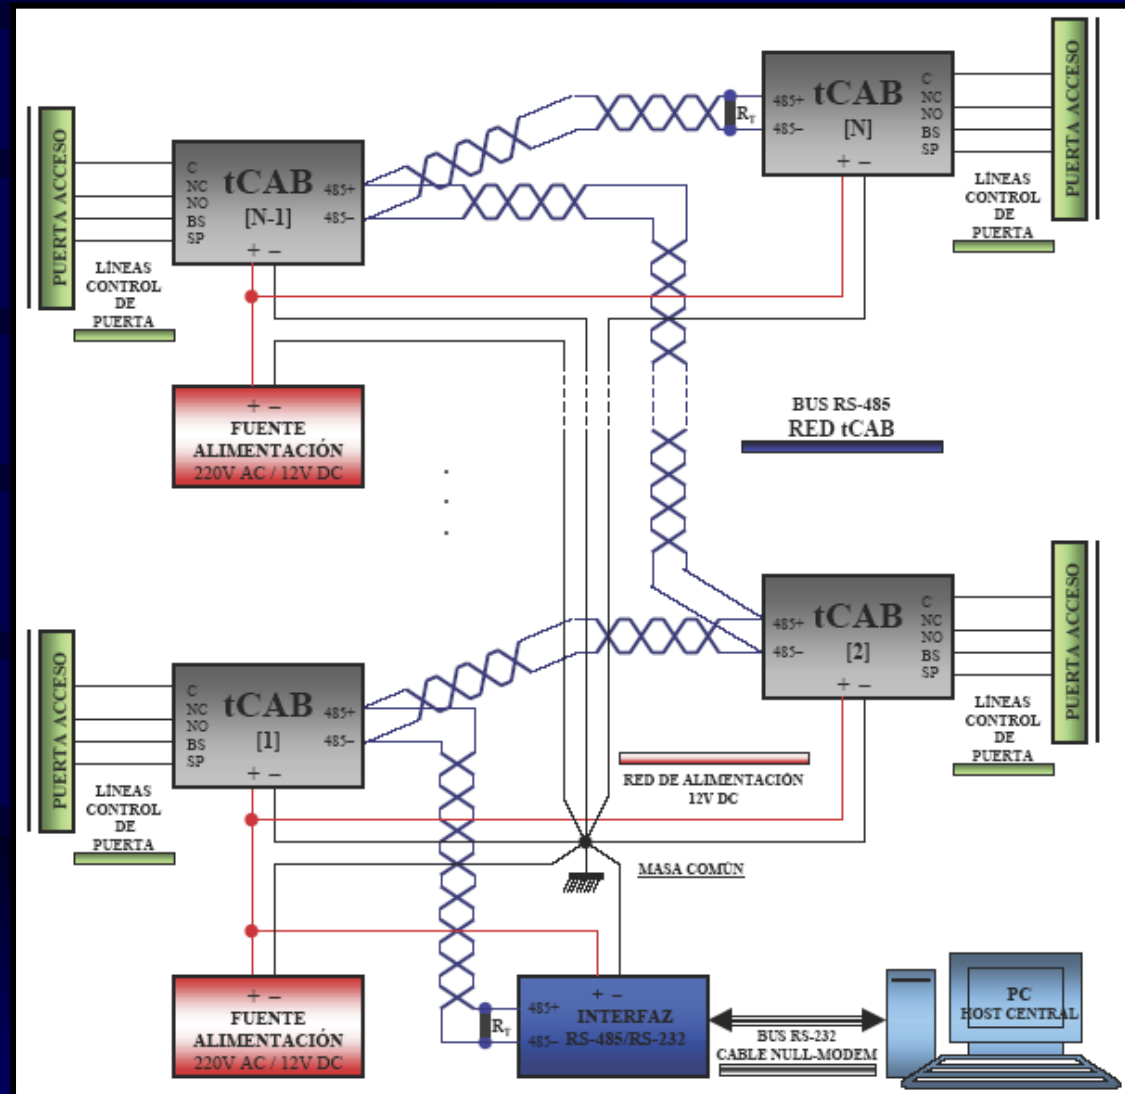 PUERTA ACCESO
C
NC
NO
BS
SP
tCAB
[N-1]
485+
485–
+ –
LÍNEAS
CONTROL
DE
PUERTA
R_T
485+
485–
tCAB
[N]
C
NC
NO
BS
SP
+ –
PUERTA ACCESO
LÍNEAS
CONTROL
DE
PUERTA
+ –
FUENTE
ALIMENTACIÓN
220V AC / 12V DC
BUS RS-485
RED tCAB
PUERTA ACCESO
C
NC
NO
BS
SP
tCAB
[1]
485+
485–
+ –
LÍNEAS
CONTROL
DE
PUERTA
485+
485–
tCAB
[2]
C
NC
NO
BS
SP
+ –
PUERTA ACCESO
LÍNEAS
CONTROL
DE
PUERTA
RED DE ALIMENTACIÓN
12V DC
MASA COMÚN
+ –
FUENTE
ALIMENTACIÓN
220V AC / 12V DC
R_T
485+
485–
+ –
INTERFAZ
RS-485/RS-232
BUS RS-232
CABLE NULL-MODEM
PC
HOST CENTRAL